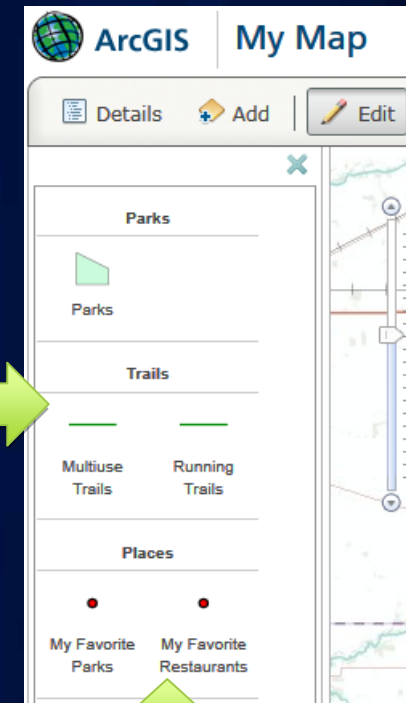 ArcGIS My Map
Details Add Edit
Parks
Parks
Trails
Multiuse
Trails
Running
Trails
Places
My Favorite
Parks
My Favorite
Restaurants